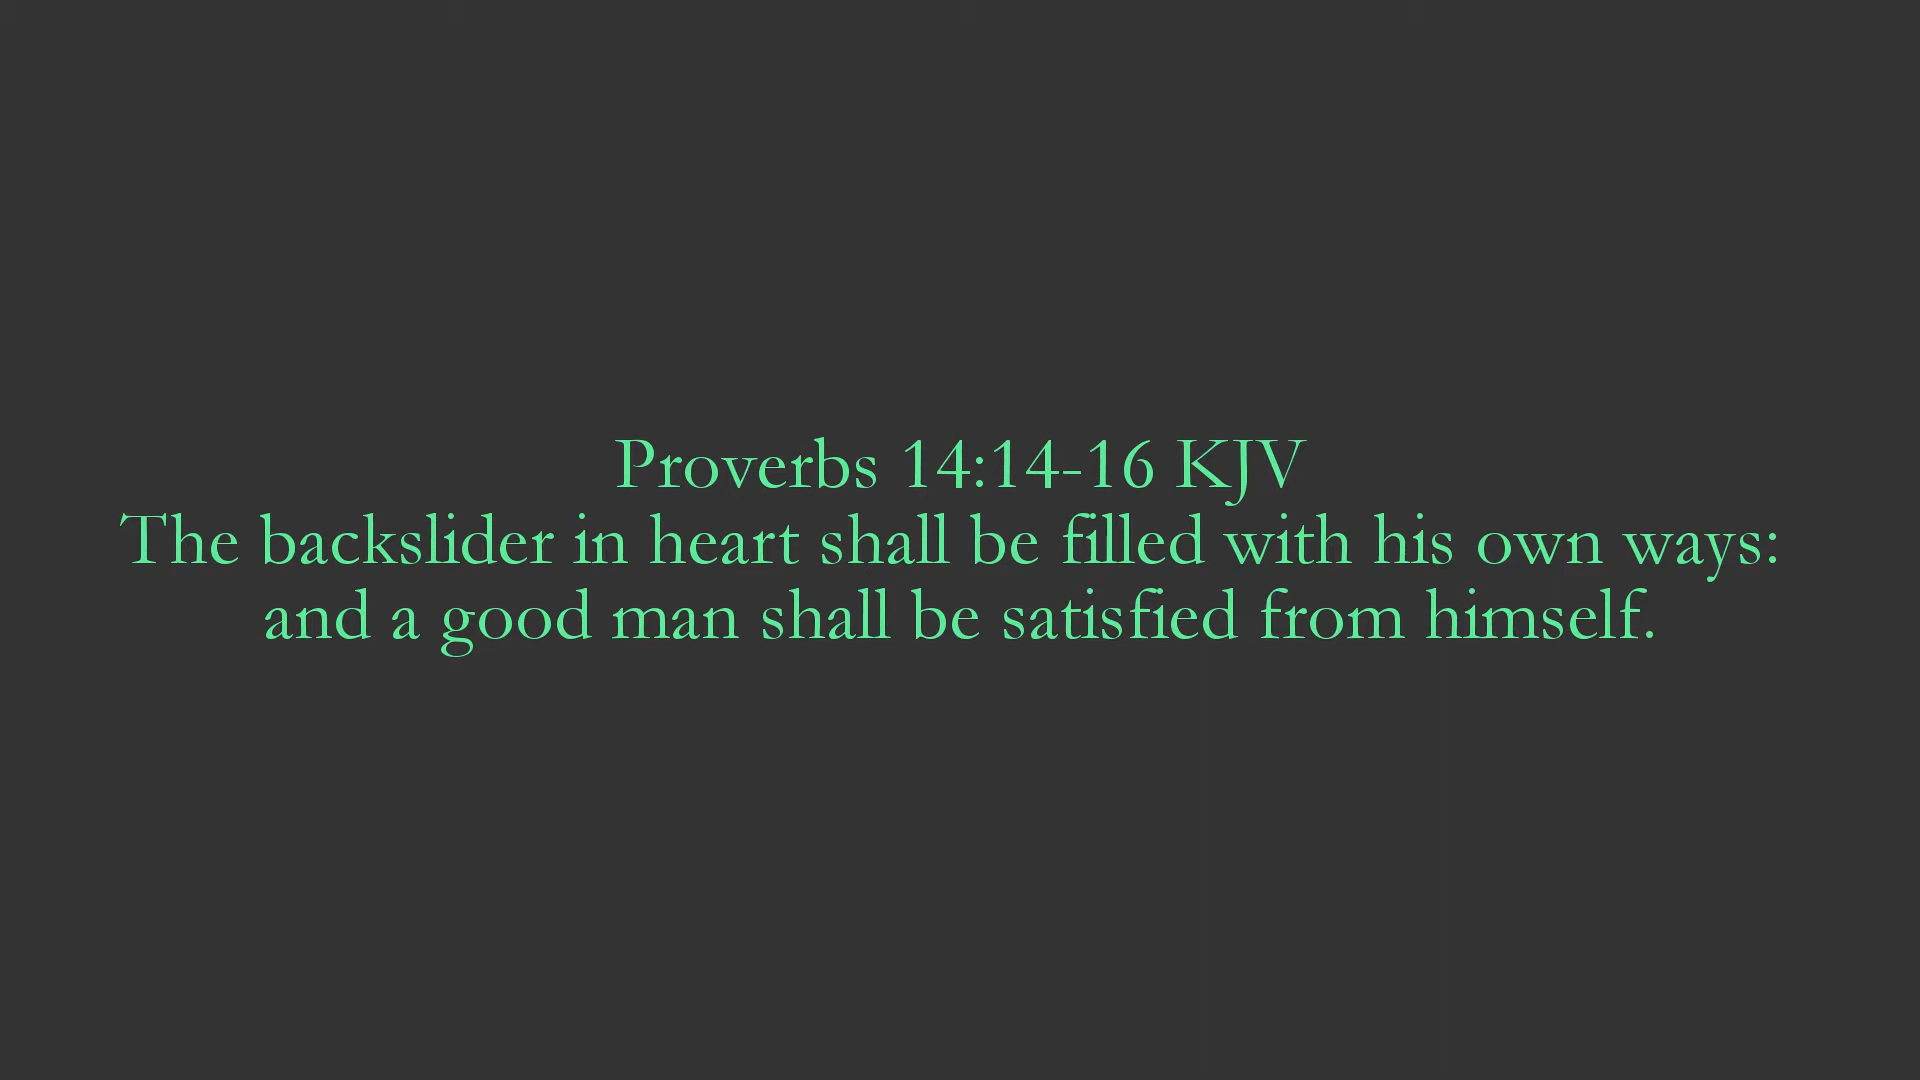 Proverbs 14:14-16 KJV
The backslider in heart shall be filled with his own ways:
and a good man shall be satisfied from himself.